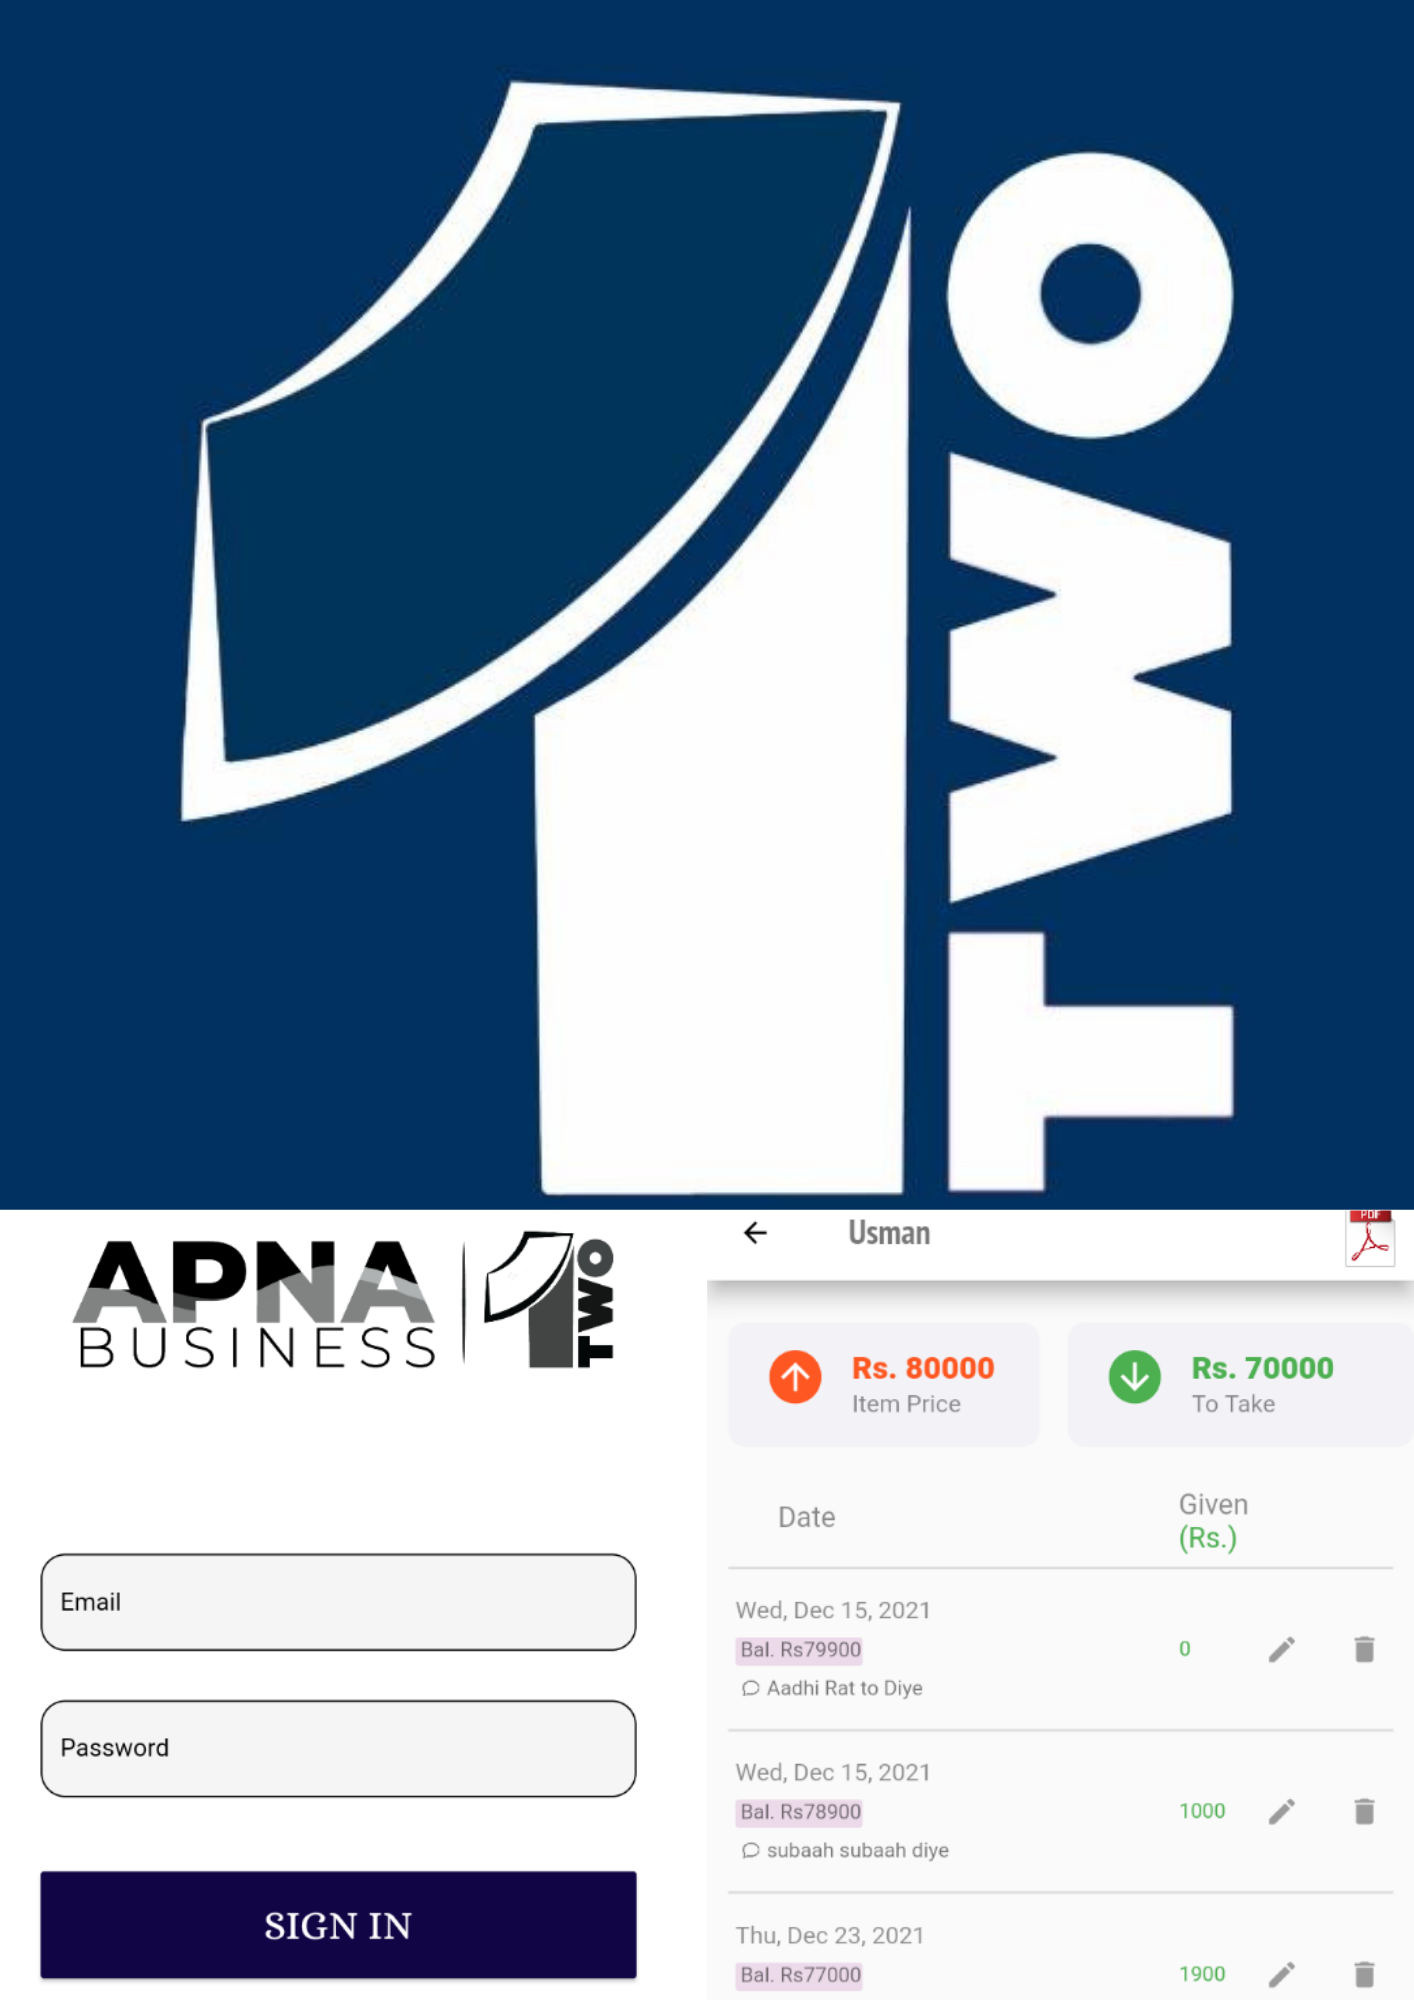 1 TWO
APNA
BUSINESS
1 TWO
Email
Password
SIGN IN
Usman
PDF
Rs. 80000
Item Price
Rs. 70000
To Take
Date
Given
(Rs.)
Wed, Dec 15, 2021
Bal. Rs79900
0
Aadhi Rat to Diye
Wed, Dec 15, 2021
Bal. Rs78900
1000
subaah subaah diye
Thu, Dec 23, 2021
Bal. Rs77000
1900